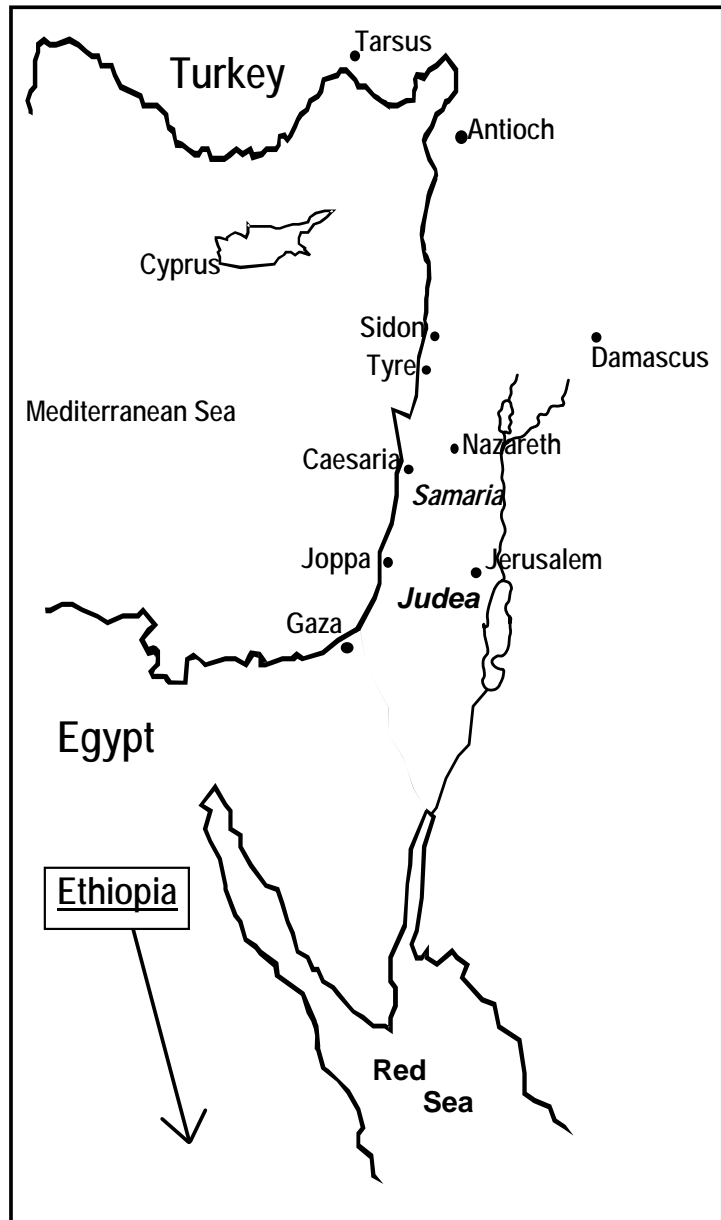 Tarsus
Turkey
Antioch
Cyprus
Sidon
Damascus
Tyre
Mediterranean Sea
Nazareth
Caesaria
Samaria
Joppa
Jerusalem
Judea
Gaza
Egypt
Ethiopia
Red
Sea